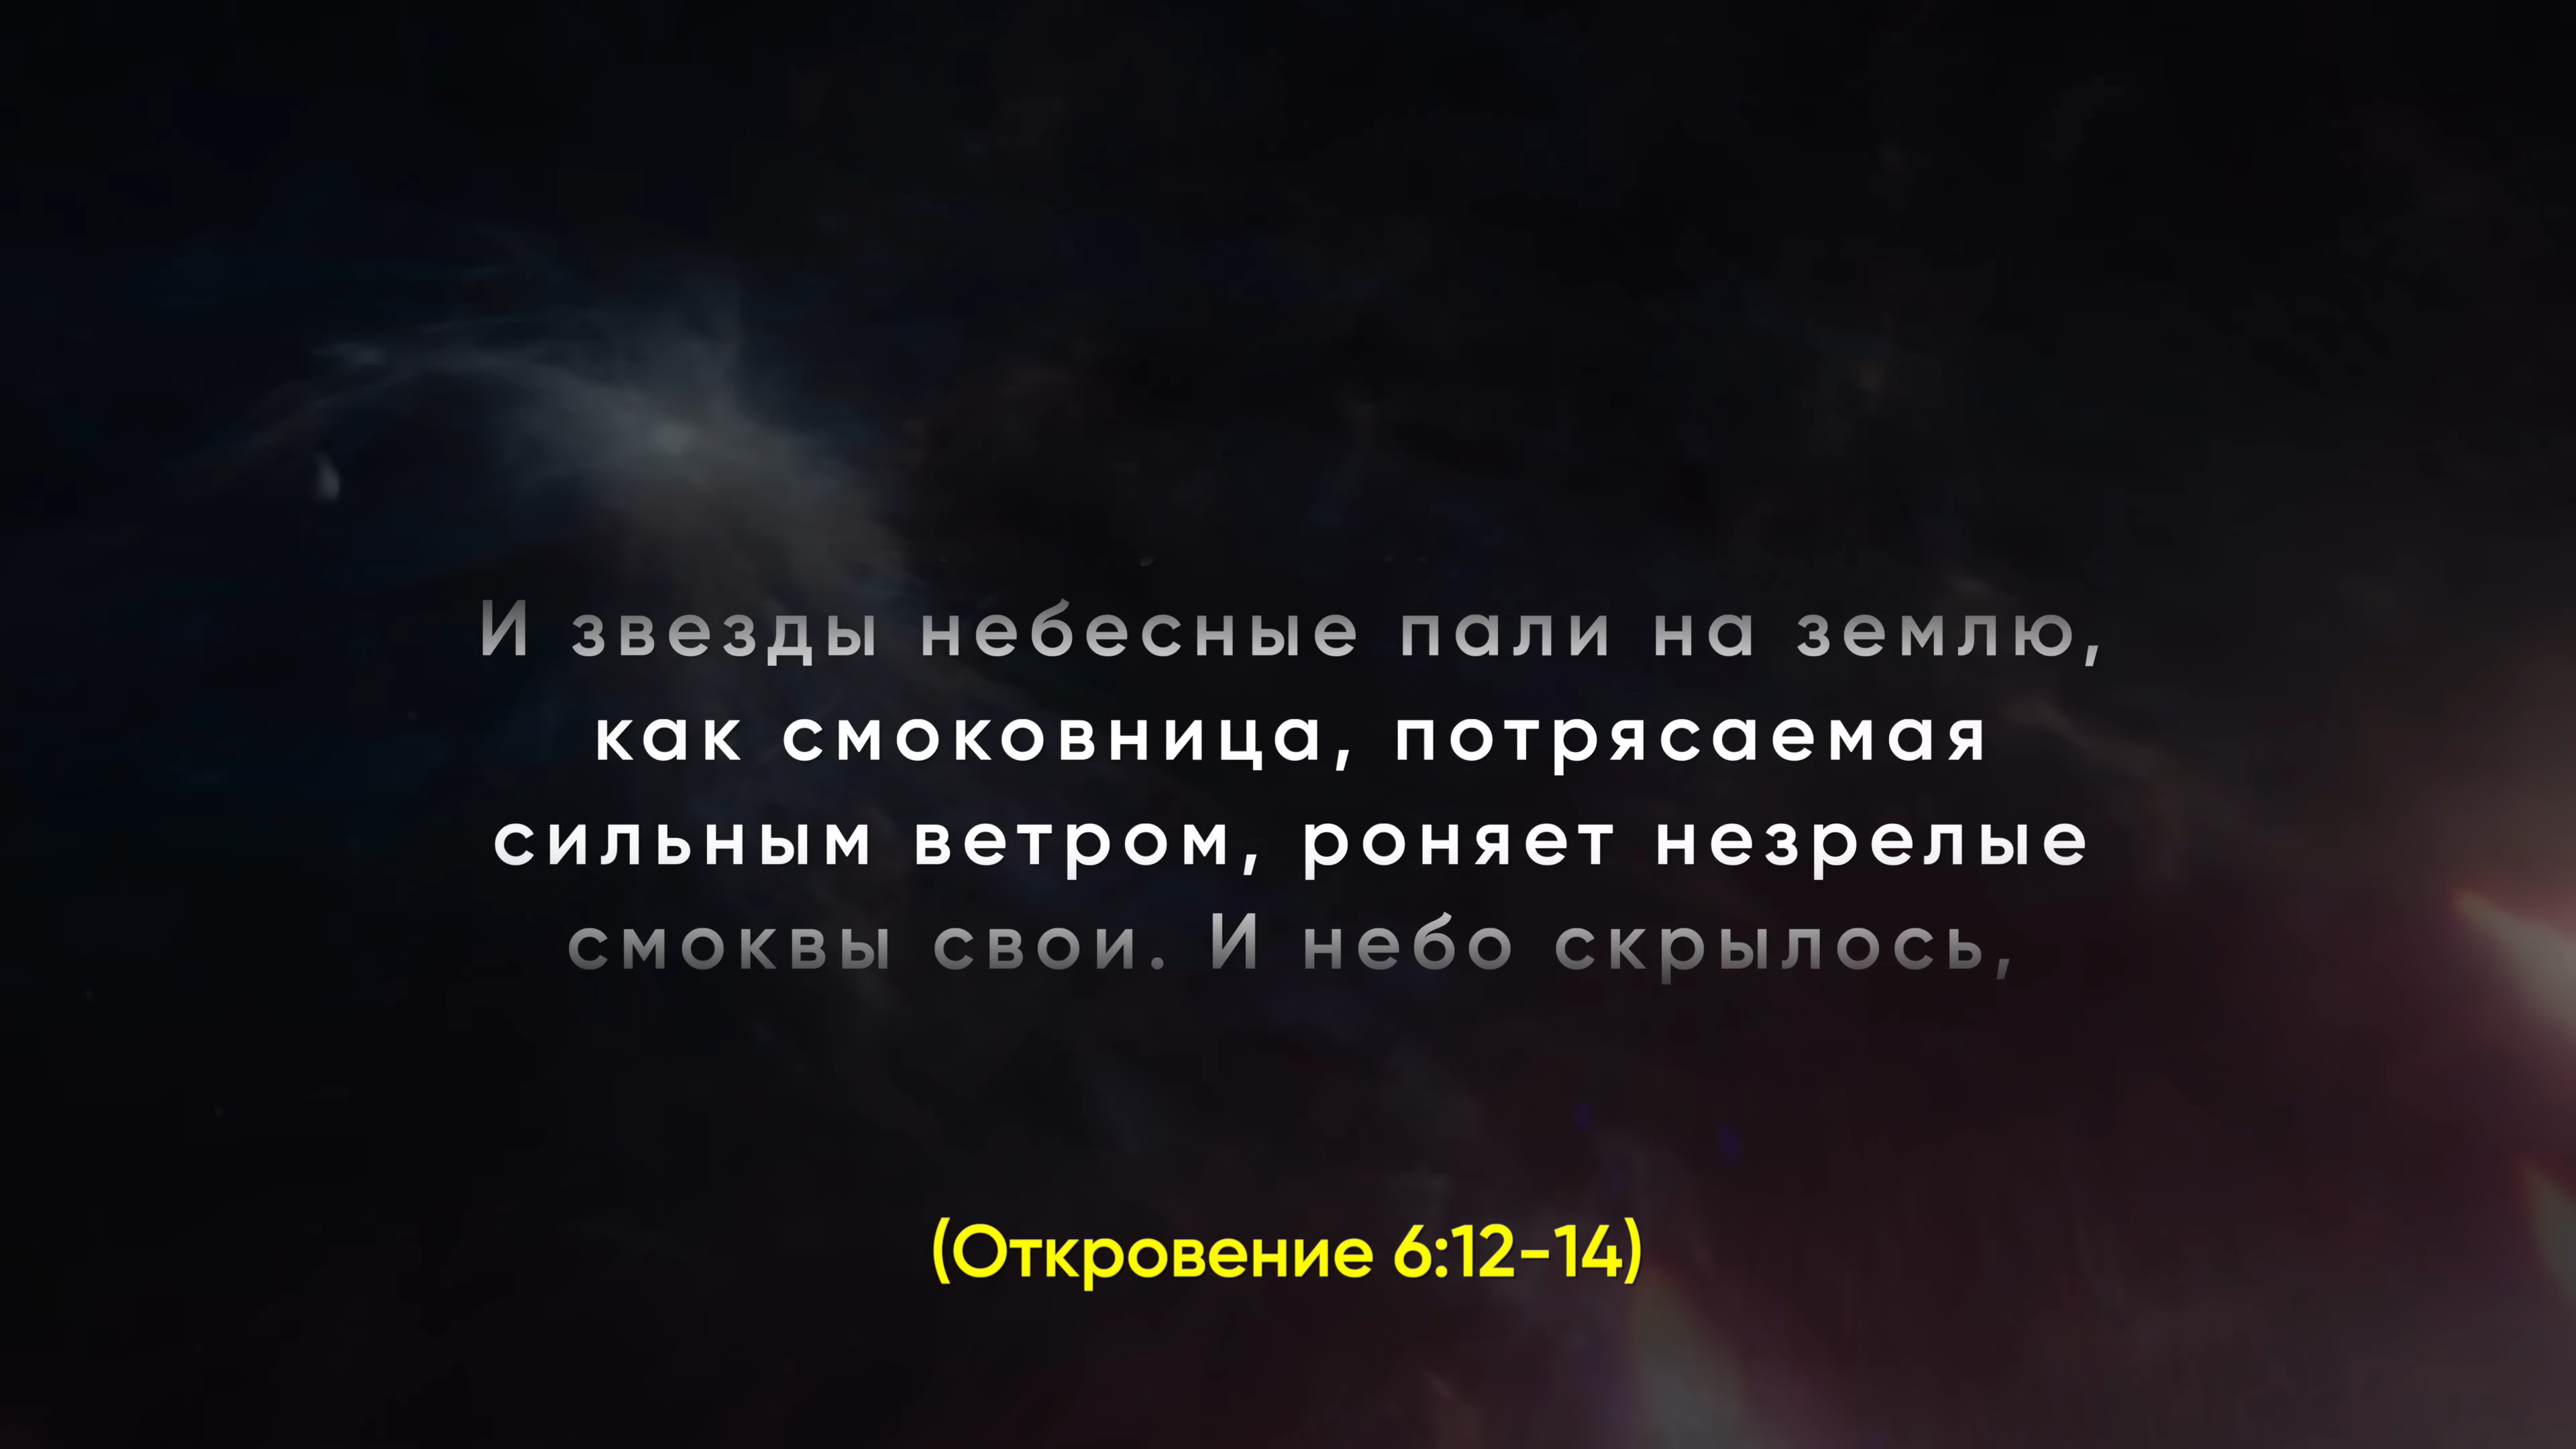 И звезды небесные пали на землю,
как смоковница, потрясаемая
сильным ветром, роняет незрелые
смоквы свои. И небо скрылось,
(Откровение 6:12-14)